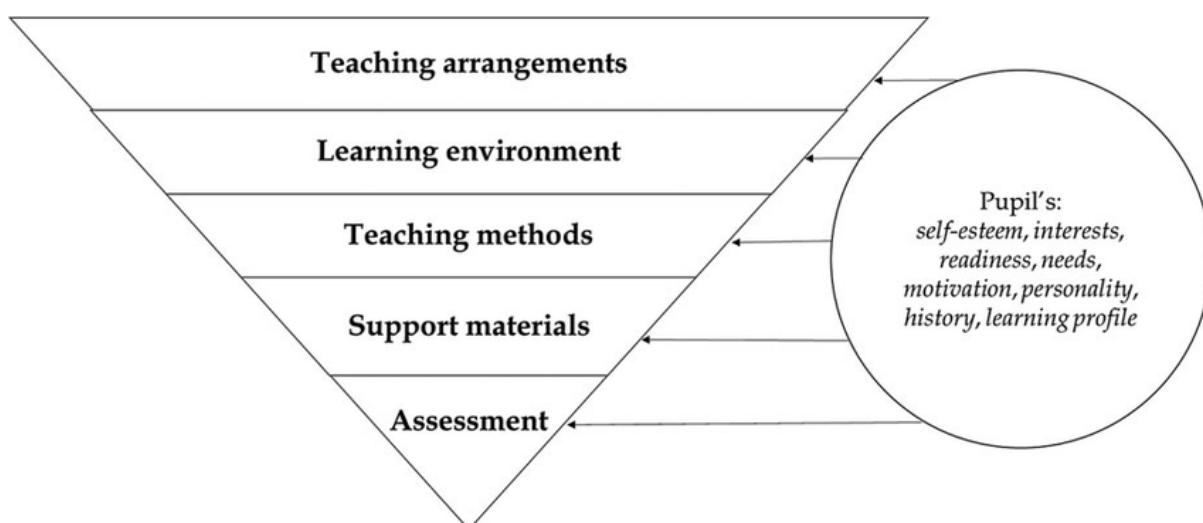 Teaching arrangements
Learning environment
Teaching methods
Support materials
Assessment
Pupil's:
self-esteem, interests,
readiness, needs,
motivation, personality,
history, learning profile